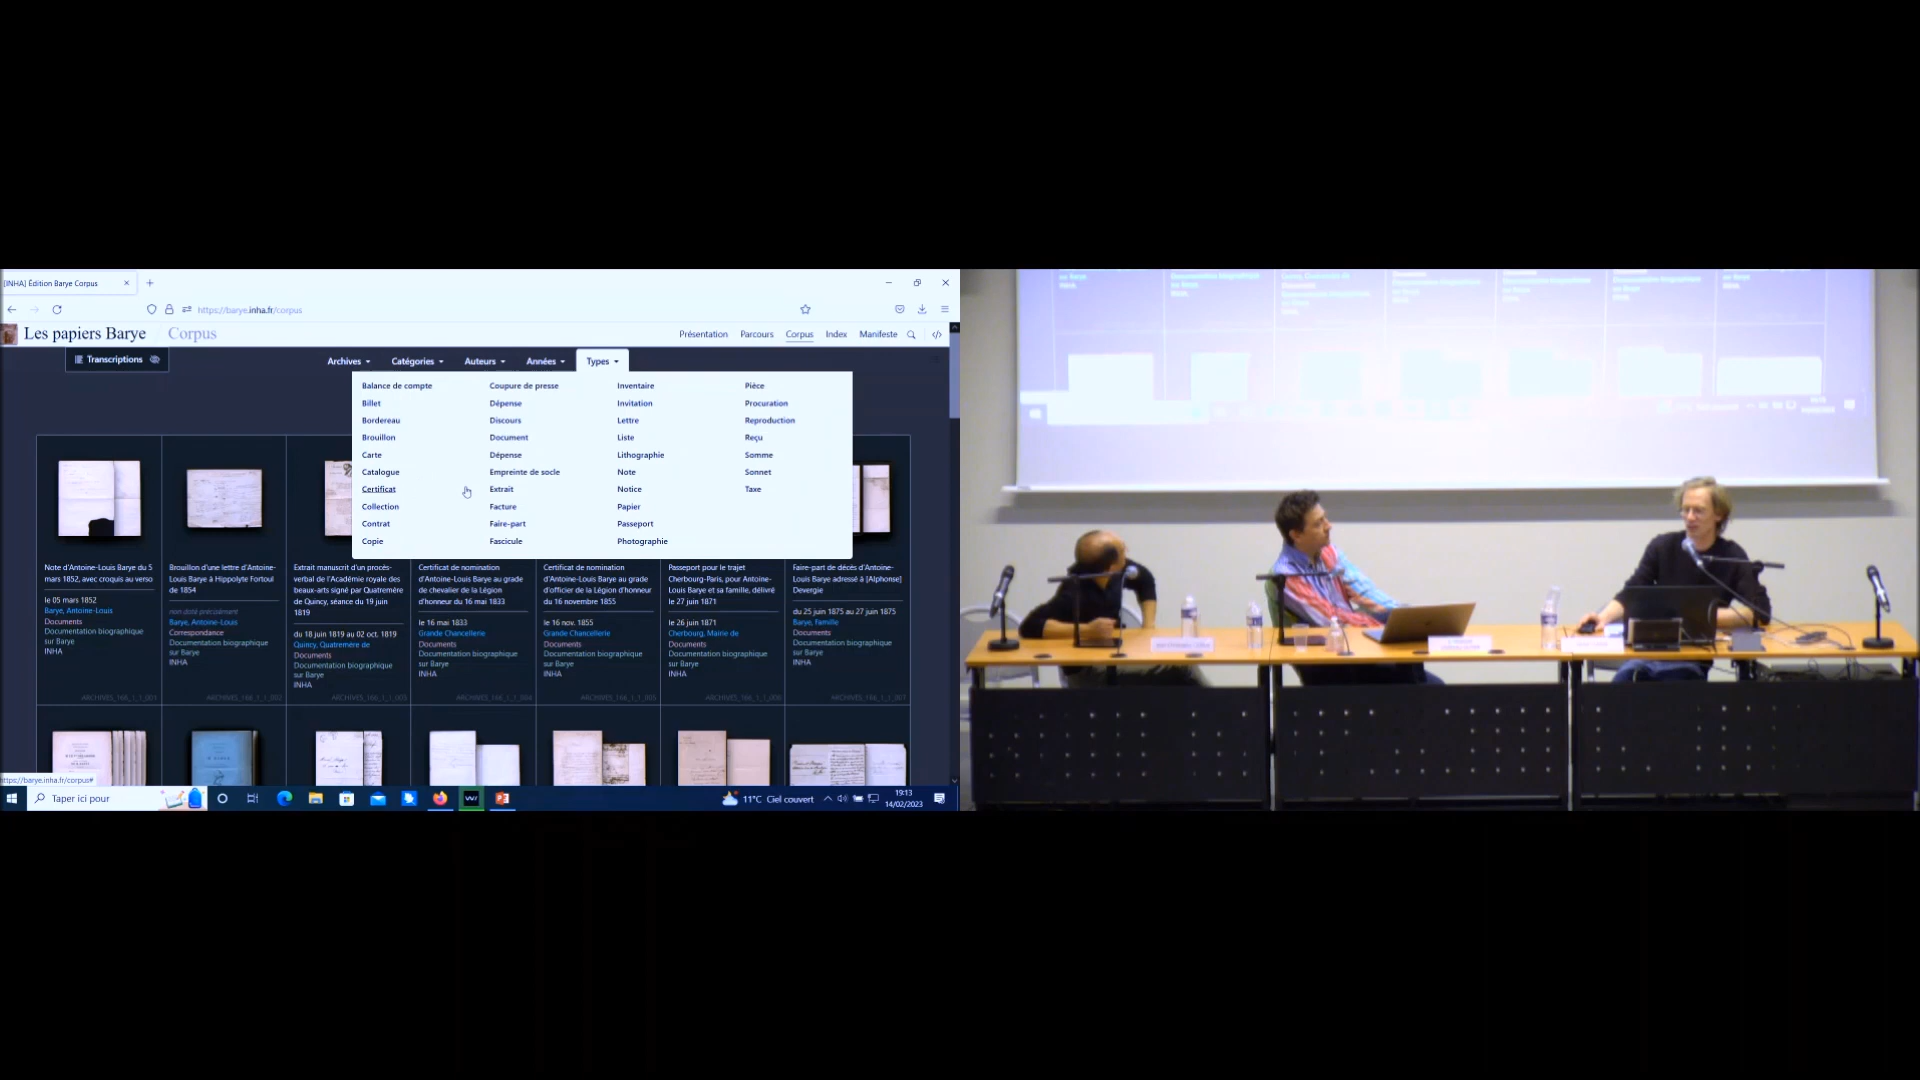 [INHA] Édition Barye Corpus
https://barye.inha.fr/corpus
Les papiers Barye
Corpus
Présentation
Parcours
Corpus
Index
Manifeste
Transcriptions
Archives
Catégories
Auteurs
Années
Types
Balance de compte
Billet
Bordereau
Brouillon
Carte
Catalogue
Certificat
Collection
Contrat
Copie
Coupure de presse
Dépense
Discours
Document
Dépense
Empreinte de socle
Extrait
Facture
Faire-part
Fascicule
Inventaire
Invitation
Lettre
Liste
Lithographie
Note
Notice
Papier
Passeport
Photographie
Pièce
Procuration
Reproduction
Reçu
Somme
Sonnet
Taxe
Note d'Antoine-Louis Barye du 5
mars 1852, avec croquis au verso
le 05 mars 1852
Barye, Antoine-Louis
Documents
Documentation biographique
sur Barye
INHA
ARCHIVES_166_1_1_001
Brouillon d'une lettre d'Antoine-
Louis Barye à Hippolyte Fortoul
de 1854
non daté précisément
Barye, Antoine-Louis
Correspondance
Documentation biographique
sur Barye
INHA
ARCHIVES_166_1_1_002
Extrait manuscrit d'un procès-
verbal de l'Académie royale des
beaux-arts signé par Quatremère
de Quincy, séance du 19 juin
1819
du 18 juin 1819 au 02 oct. 1819
Quincy, Quatremère de
Documents
Documentation biographique
sur Barye
INHA
ARCHIVES_166_1_1_003
Certificat de nomination
d'Antoine-Louis Barye au grade
de chevalier de la Légion
d'honneur du 16 mai 1833
le 16 mai 1833
Grande Chancellerie
Documents
Documentation biographique
sur Barye
INHA
ARCHIVES_166_1_1_004
Certificat de nomination
d'Antoine-Louis Barye au grade
d'officier de la Légion d'honneur
du 16 novembre 1855
le 16 nov. 1855
Grande Chancellerie
Documents
Documentation biographique
sur Barye
INHA
ARCHIVES_166_1_1_005
Passeport pour le trajet
Cherbourg-Paris, pour Antoine-
Louis Barye et sa famille, délivré
le 27 juin 1871
le 26 juin 1871
Cherbourg, Mairie de
Documents
Documentation biographique
sur Barye
INHA
ARCHIVES_166_1_1_006
Faire-part de décès d'Antoine-
Louis Barye adressé à [Alphonse]
Devergie
du 25 juin 1875 au 27 juin 1875
Barye, Famille
Documents
Documentation biographique
sur Barye
INHA
ARCHIVES_166_1_1_007
https://barye.inha.fr/corpus#
Taper ici pour
11°C Ciel couvert
19:13
14/02/2023